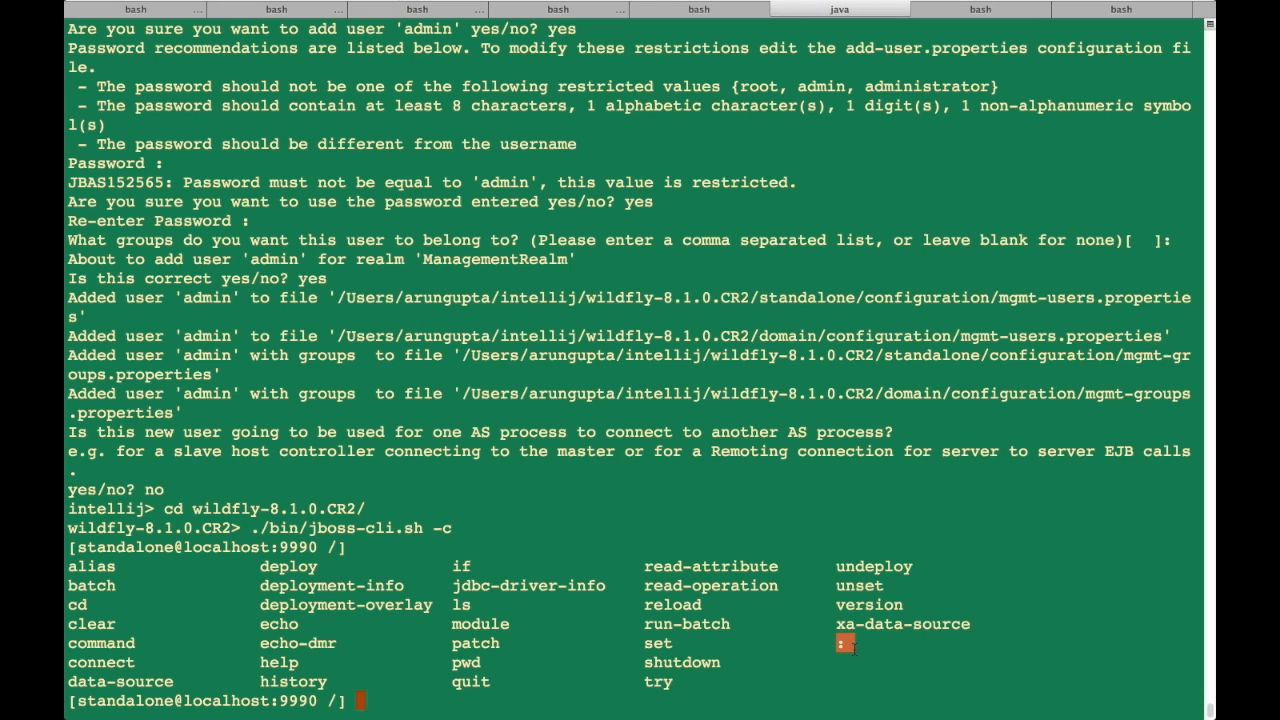 bash ... bash ... bash ... bash ... bash java bash bash
Are you sure you want to add user 'admin' yes/no? yes
Password recommendations are listed below. To modify these restrictions edit the add-user.properties configuration fi
le.
- The password should not be one of the following restricted values {root, admin, administrator}
- The password should contain at least 8 characters, 1 alphabetic character(s), 1 digit(s), 1 non-alphanumeric symbo
l(s)
- The password should be different from the username
Password :
JBAS152565: Password must not be equal to 'admin', this value is restricted.
Are you sure you want to use the password entered yes/no? yes
Re-enter Password :
What groups do you want this user to belong to? (Please enter a comma separated list, or leave blank for none)[  ]:
About to add user 'admin' for realm 'ManagementRealm'
Is this correct yes/no? yes
Added user 'admin' to file '/Users/arungupta/intellij/wildfly-8.1.0.CR2/standalone/configuration/mgmt-users.propertie
s'
Added user 'admin' to file '/Users/arungupta/intellij/wildfly-8.1.0.CR2/domain/configuration/mgmt-users.properties'
Added user 'admin' with groups  to file '/Users/arungupta/intellij/wildfly-8.1.0.CR2/standalone/configuration/mgmt-gr
oups.properties'
Added user 'admin' with groups  to file '/Users/arungupta/intellij/wildfly-8.1.0.CR2/domain/configuration/mgmt-groups
.properties'
Is this new user going to be used for one AS process to connect to another AS process?
e.g. for a slave host controller connecting to the master or for a Remoting connection for server to server EJB calls
.
yes/no? no
intellij> cd wildfly-8.1.0.CR2/
wildfly-8.1.0.CR2> ./bin/jboss-cli.sh -c
[standalone@localhost:9990 /]
alias deploy if read-attribute undeploy
batch deployment-info jdbc-driver-info read-operation unset
cd deployment-overlay ls reload version
clear echo module run-batch xa-data-source
command echo-dmr patch set :
connect help pwd shutdown
data-source history quit try
[standalone@localhost:9990 /]